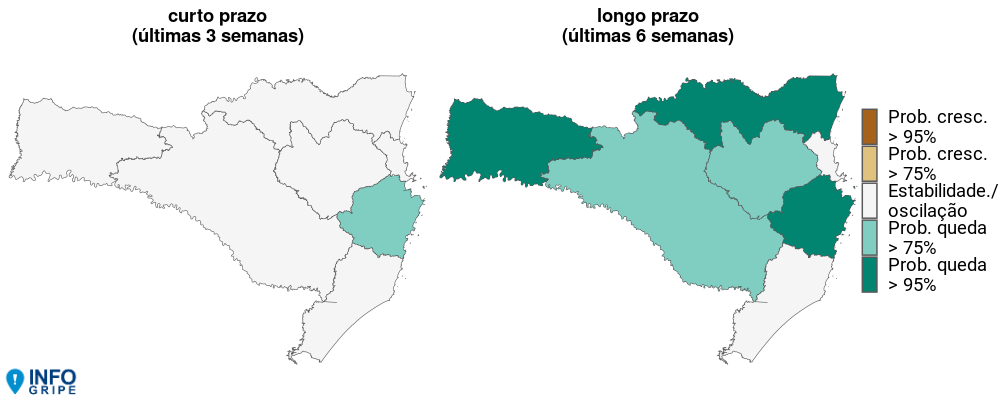 curto prazo
(últimas 3 semanas)
longo prazo
(últimas 6 semanas)
Prob. cresc.
> 95%
Prob. cresc.
> 75%
Estabilidade./
oscilação
Prob. queda
> 75%
Prob. queda
> 95%
INFO
GRIPE